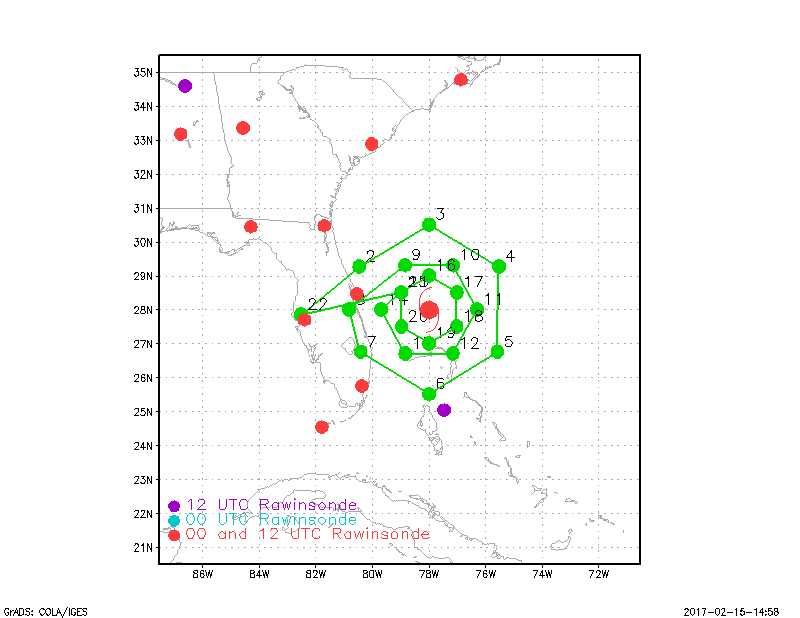 35N
34N
33N
32N
31N
30N
29N
28N
27N
26N
25N
24N
23N
22N
21N
3
2
9
10
4
16
17
11
22
18
20
19
7
12
5
6
12 UTC Rawinsonde
00 UTC Rawinsonde
00 and 12 UTC Rawinsonde
86W 84W 82W 80W 78W 76W 74W 72W
GrADS: COLA/IGES 2017-02-15-14:58